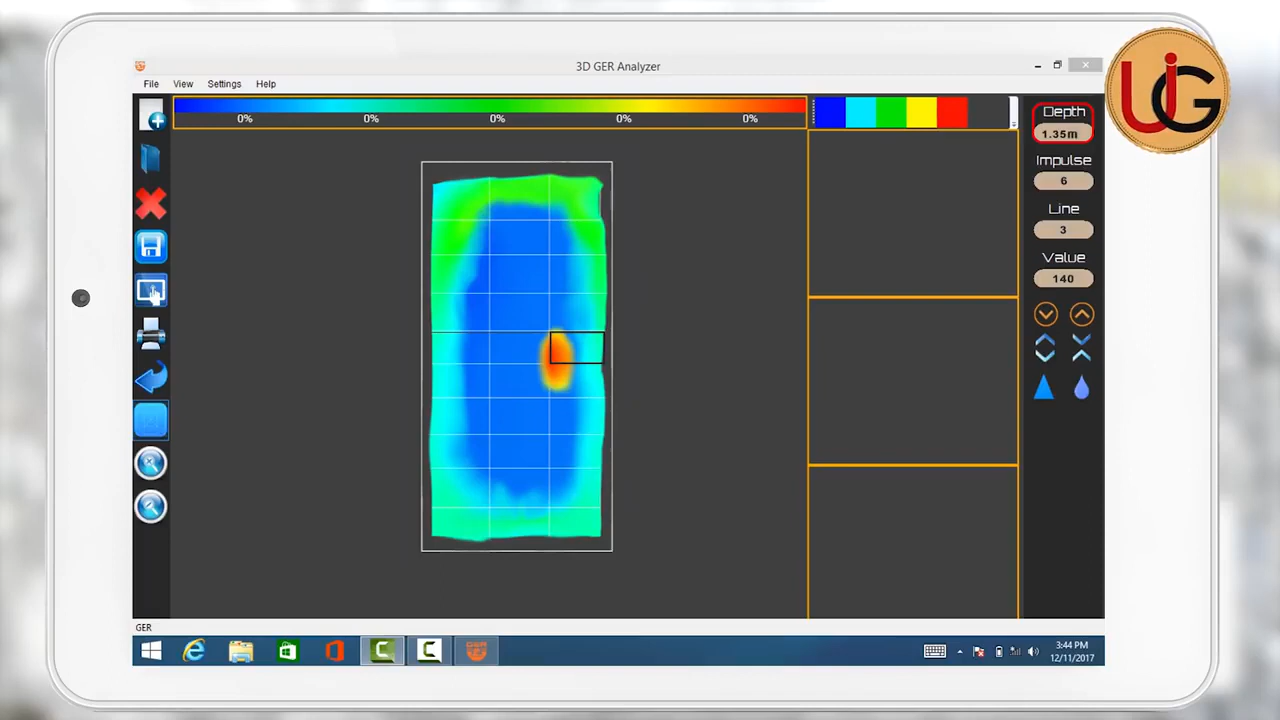 3D GER Analyzer
File View Settings Help
0% 0% 0% 0% 0%
Depth
1.35m
Impulse
6
Line
3
Value
140
GER
3:44 PM
12/11/2017
UiG